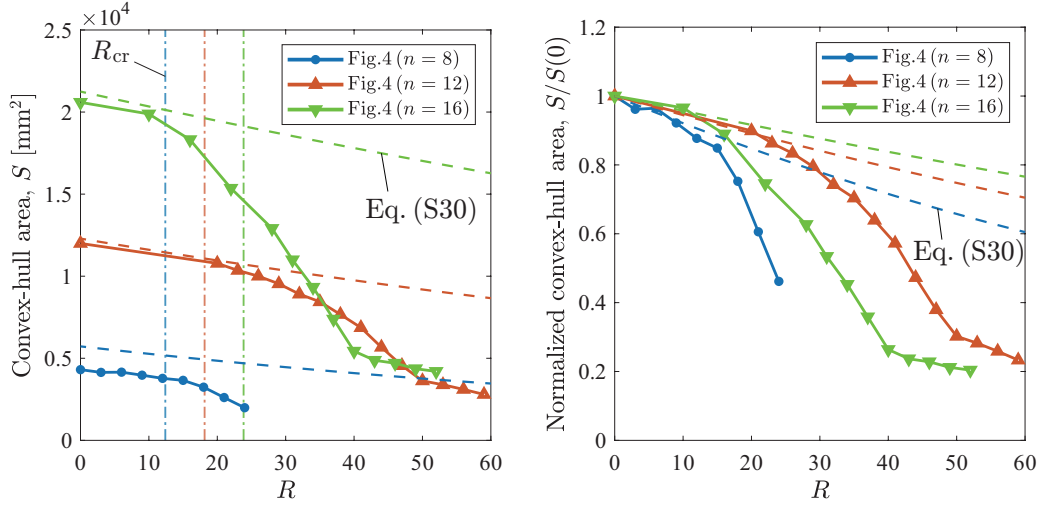 ×10⁴
2.5
2
1.5
1
0.5
0
Convex-hull area, S [mm²]
0 10 20 30 40 50 60
R
R_cr
Fig.4 (n = 8)
Fig.4 (n = 12)
Fig.4 (n = 16)
Eq. (S30)
1.2
1
0.8
0.6
0.4
0.2
0
Normalized convex-hull area, S/S(0)
0 10 20 30 40 50 60
R
Fig.4 (n = 8)
Fig.4 (n = 12)
Fig.4 (n = 16)
Eq. (S30)